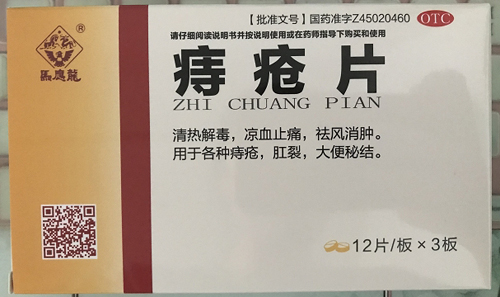 【批准文号】国药准字Z45020460 OTC
请仔细阅读说明书并按说明使用或在药师指导下购买和使用
®
馬應龍
痔疮片
ZHI CHUANG PIAN
清热解毒，凉血止痛，祛风消肿。
用于各种痔疮，肛裂，大便秘结。
12片/板×3板